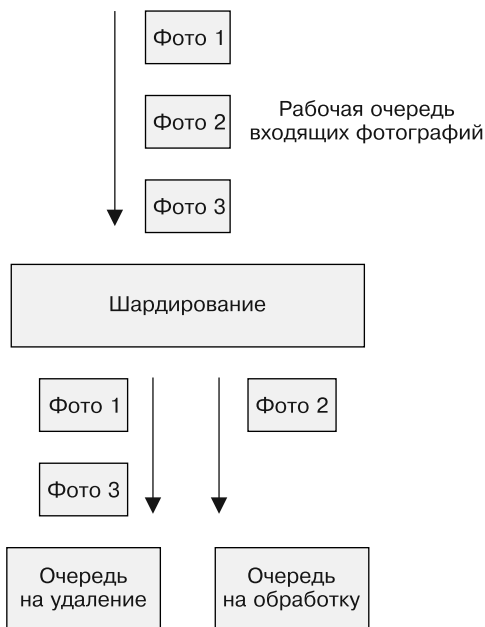 Фото 1
Фото 2
Рабочая очередь
входящих фотографий
Фото 3
Шардирование
Фото 1
Фото 2
Фото 3
Очередь
на удаление
Очередь
на обработку